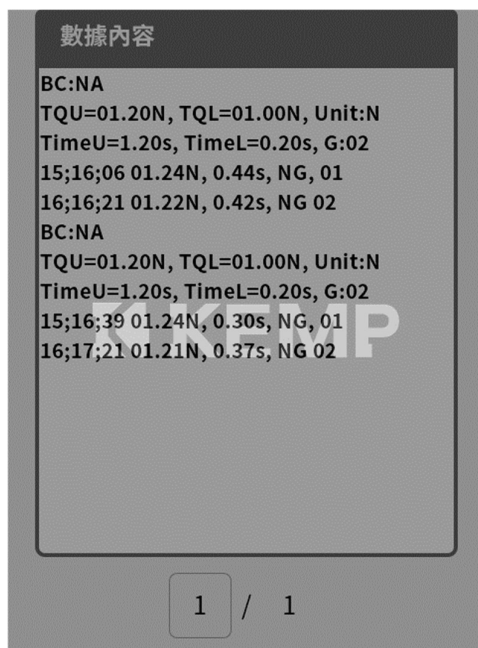 數據內容
BC:NA
TQU=01.20N, TQL=01.00N, Unit:N
TimeU=1.20s, TimeL=0.20s, G:02
15;16;06 01.24N, 0.44s, NG, 01
16;16;21 01.22N, 0.42s, NG 02
BC:NA
TQU=01.20N, TQL=01.00N, Unit:N
TimeU=1.20s, TimeL=0.20s, G:02
15;16;39 01.24N, 0.30s, NG, 01
16;17;21 01.21N, 0.37s, NG 02
KEMP
1 / 1